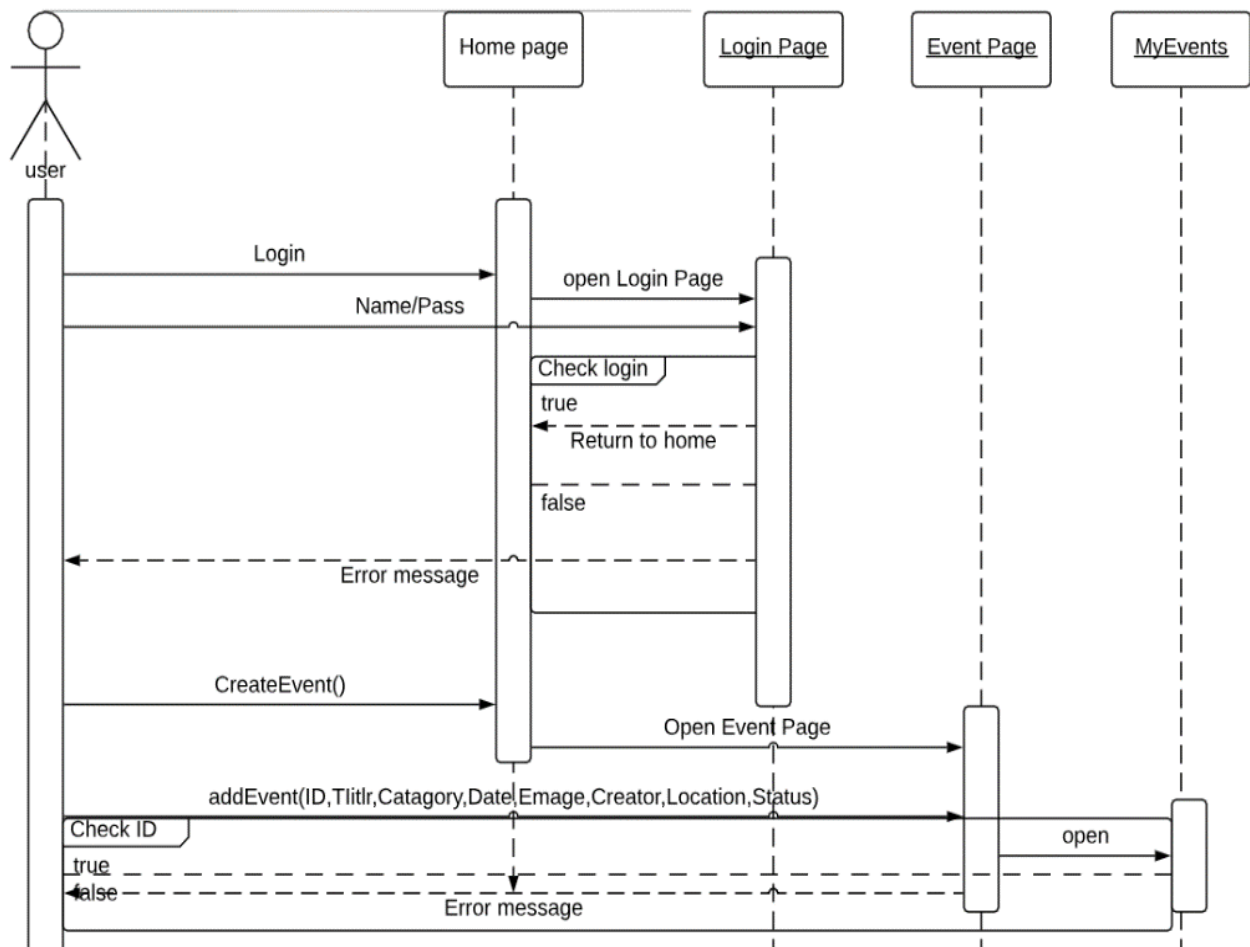 Home page
Login Page
Event Page
MyEvents
user
Login
open Login Page
Name/Pass
Check login
true
Return to home
false
Error message
CreateEvent()
Open Event Page
addEvent(ID,Tlitlr,Catagory,Date,Emage,Creator,Location,Status)
Check ID
open
true
false
Error message